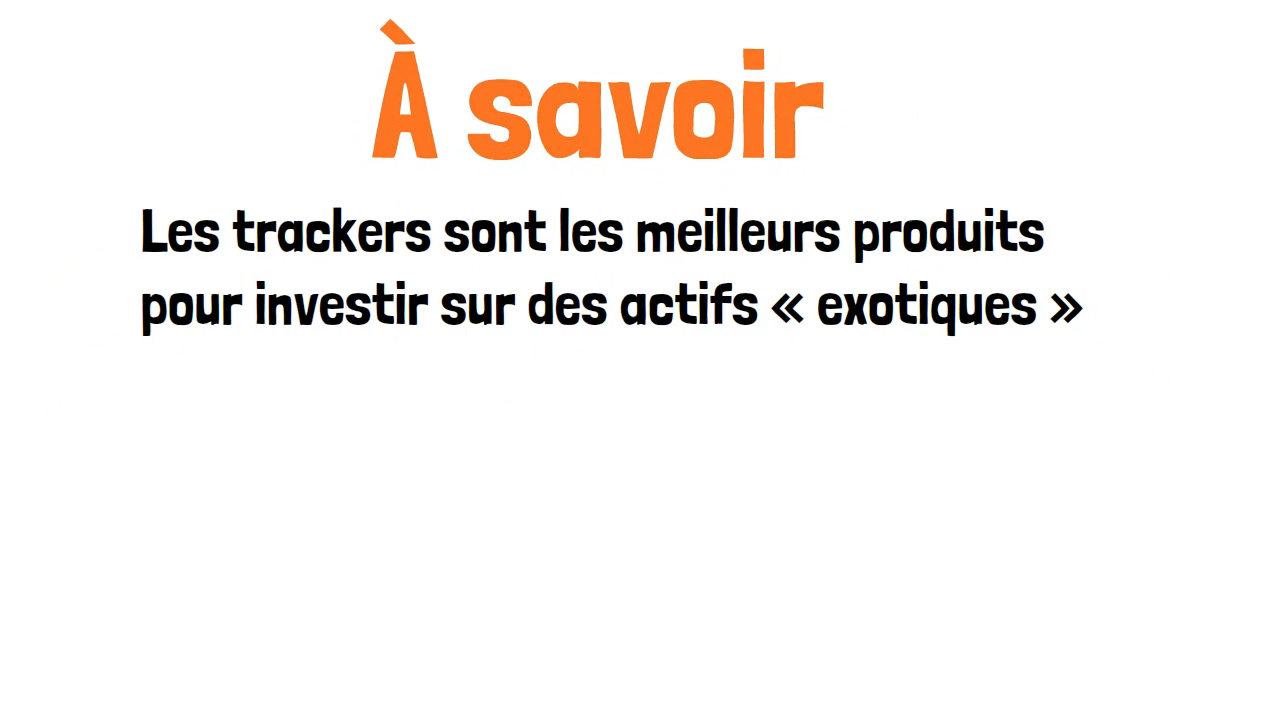 À savoir
Les trackers sont les meilleurs produits
pour investir sur des actifs « exotiques »